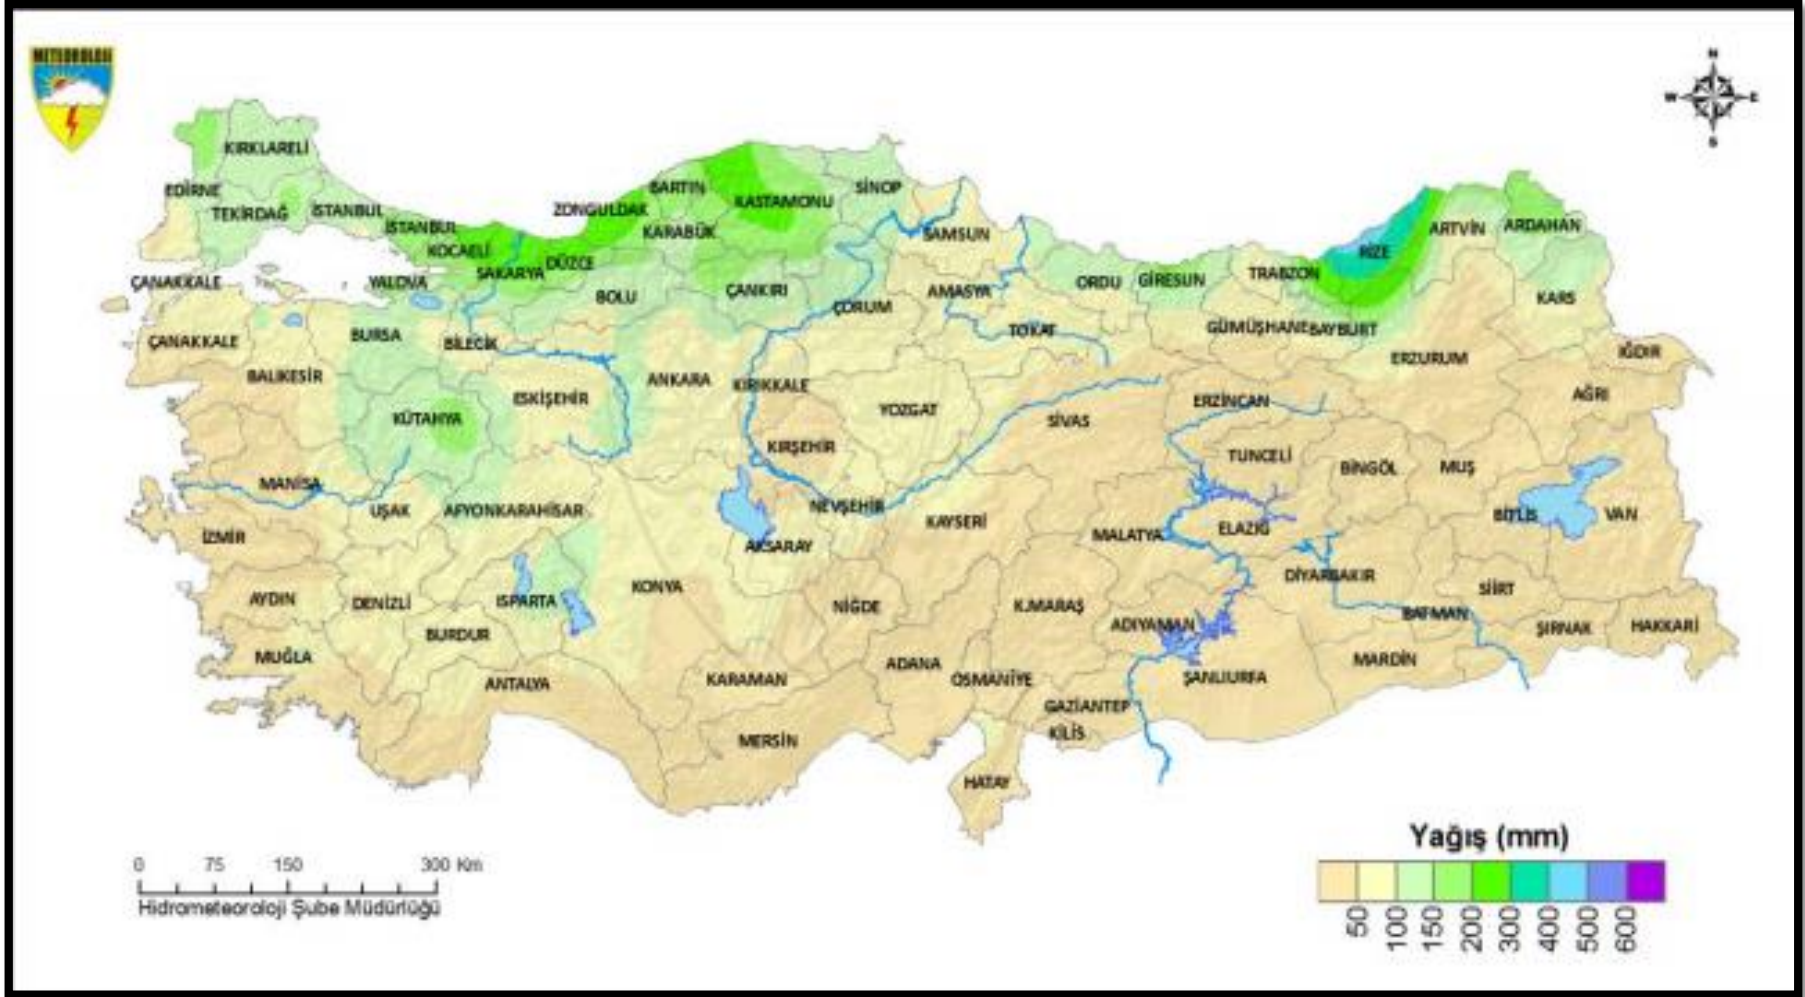 METEOROLOJİ
N
W E
S
KIRKLARELİ
EDİRNE
TEKİRDAĞ
İSTANBUL
İSTANBUL
KOCAELİ
YALOVA
SAKARYA
DÜZCE
ZONGULDAK
BARTIN
KARABÜK
KASTAMONU
SİNOP
SAMSUN
BOLU
ÇANKIRI
ÇORUM
AMASYA
TOKAT
ORDU
GİRESUN
TRABZON
RİZE
ARTVİN
ARDAHAN
KARS
GÜMÜŞHANE
BAYBURT
ERZURUM
IĞDIR
AĞRI
ÇANAKKALE
ÇANAKKALE
BALIKESİR
BURSA
BİLECİK
ESKİŞEHİR
KÜTAHYA
ANKARA
KIRIKKALE
KIRŞEHİR
YOZGAT
SİVAS
ERZİNCAN
TUNCELİ
BİNGÖL
MUŞ
BİTLİS
VAN
MANİSA
UŞAK
AFYONKARAHİSAR
İZMİR
AYDIN
DENİZLİ
ISPARTA
BURDUR
MUĞLA
ANTALYA
KONYA
AKSARAY
NEVŞEHİR
KAYSERİ
NİĞDE
KARAMAN
MERSİN
ADANA
OSMANİYE
K.MARAŞ
MALATYA
ELAZIĞ
DİYARBAKIR
ADIYAMAN
ŞANLIURFA
GAZİANTEP
KİLİS
HATAY
MARDİN
BATMAN
SİİRT
ŞIRNAK
HAKKARİ
0 75 150 300 Km
Hidrometeoroloji Şube Müdürlüğü
Yağış (mm)
50 100 150 200 300 400 500 600